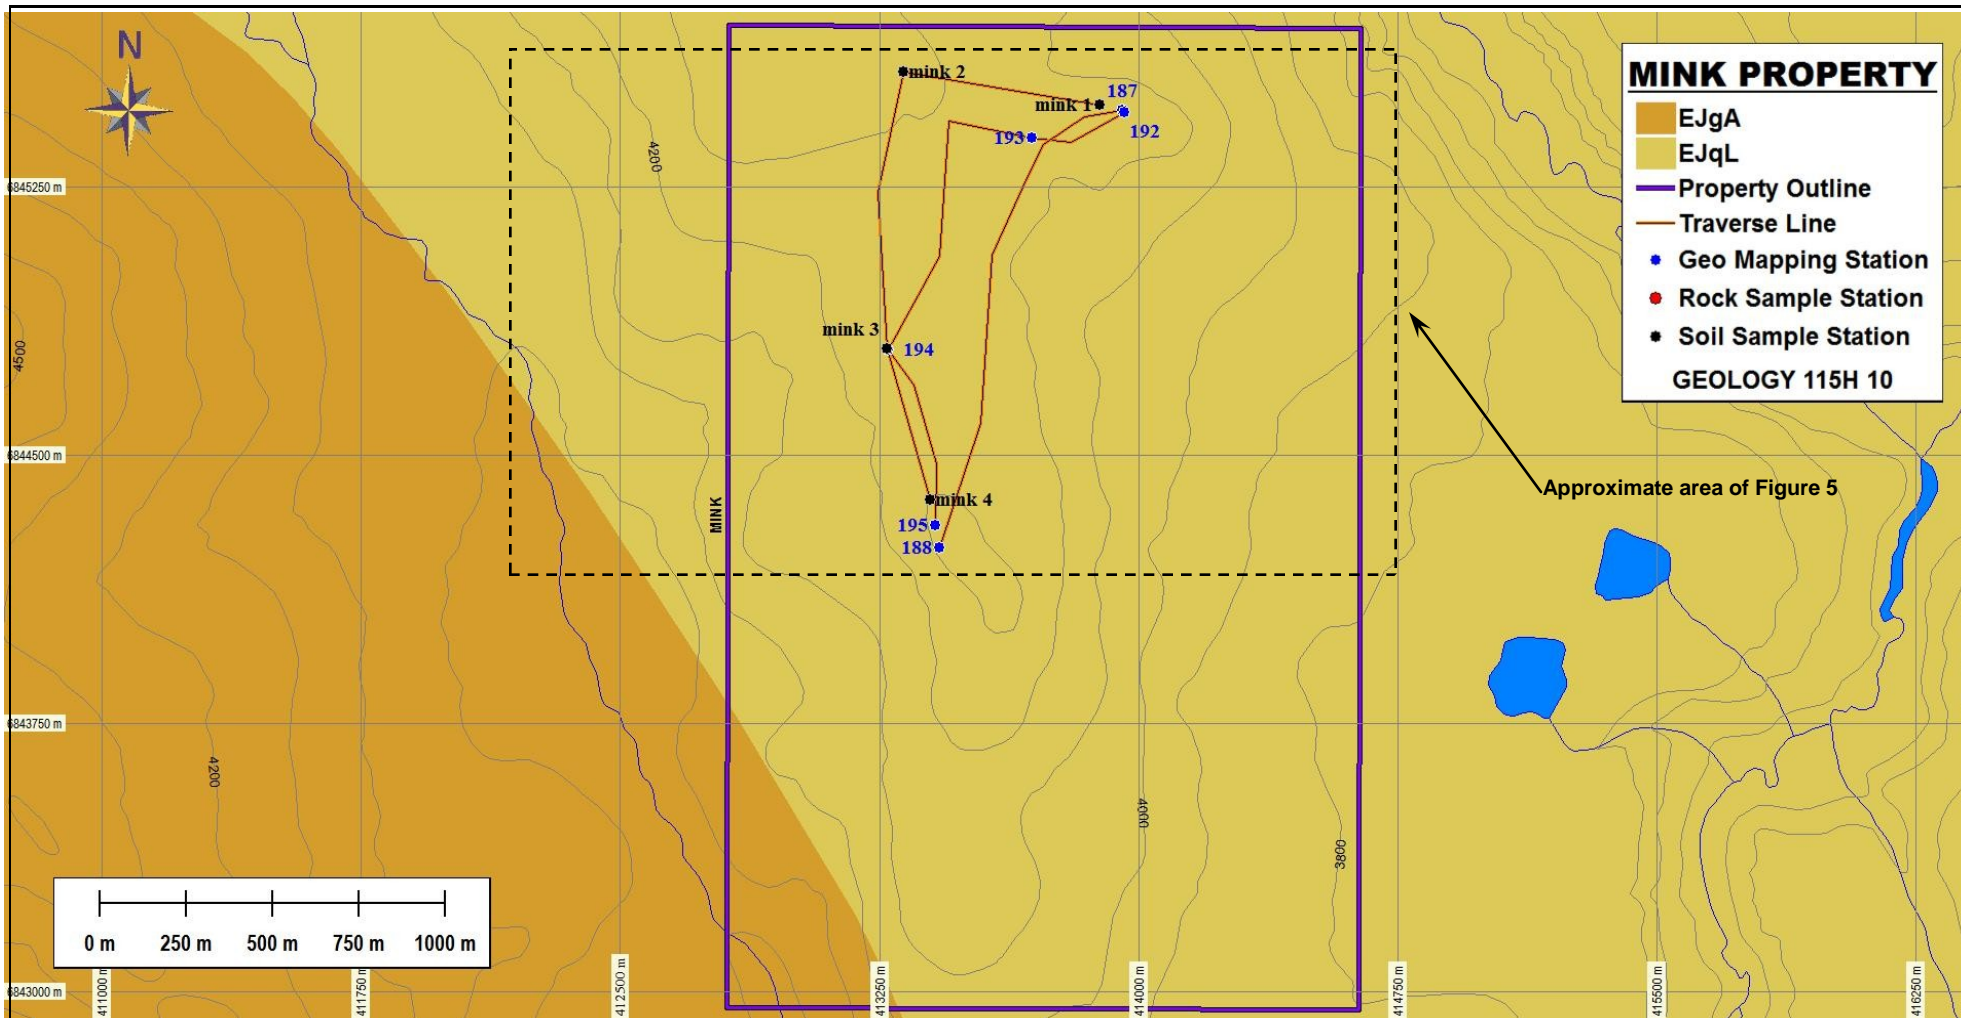 N
MINK PROPERTY
EJgA
EJqL
Property Outline
Traverse Line
Geo Mapping Station
Rock Sample Station
Soil Sample Station
GEOLOGY 115H 10
mink 2
mink 1
187
192
193
4200
6845250 m
mink 3
194
4500
6844500 m
mink 4
195
188
MINK
Approximate area of Figure 5
6843750 m
4200
4000
3800
0 m 250 m 500 m 750 m 1000 m
6843000 m
411000 m
411750 m
412500 m
413250 m
414000 m
414750 m
415500 m
416250 m